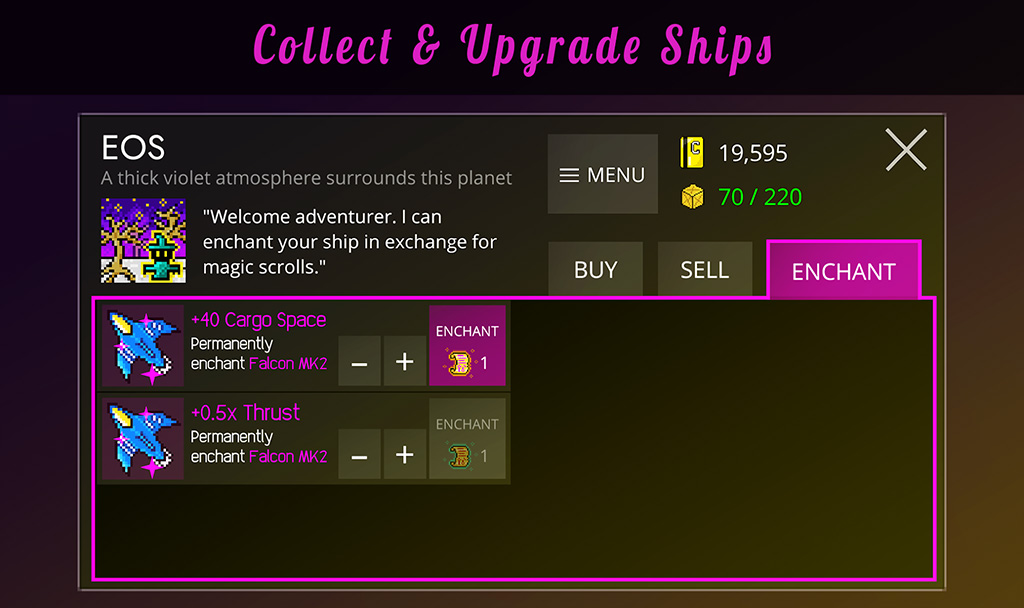 Collect & Upgrade Ships
EOS
A thick violet atmosphere surrounds this planet
"Welcome adventurer. I can
enchant your ship in exchange for
magic scrolls."
MENU
C
19,595
70 / 220
BUY
SELL
ENCHANT
+40 Cargo Space
Permanently
enchant Falcon MK2
–
+
ENCHANT
1
+0.5x Thrust
Permanently
enchant Falcon MK2
–
+
ENCHANT
1